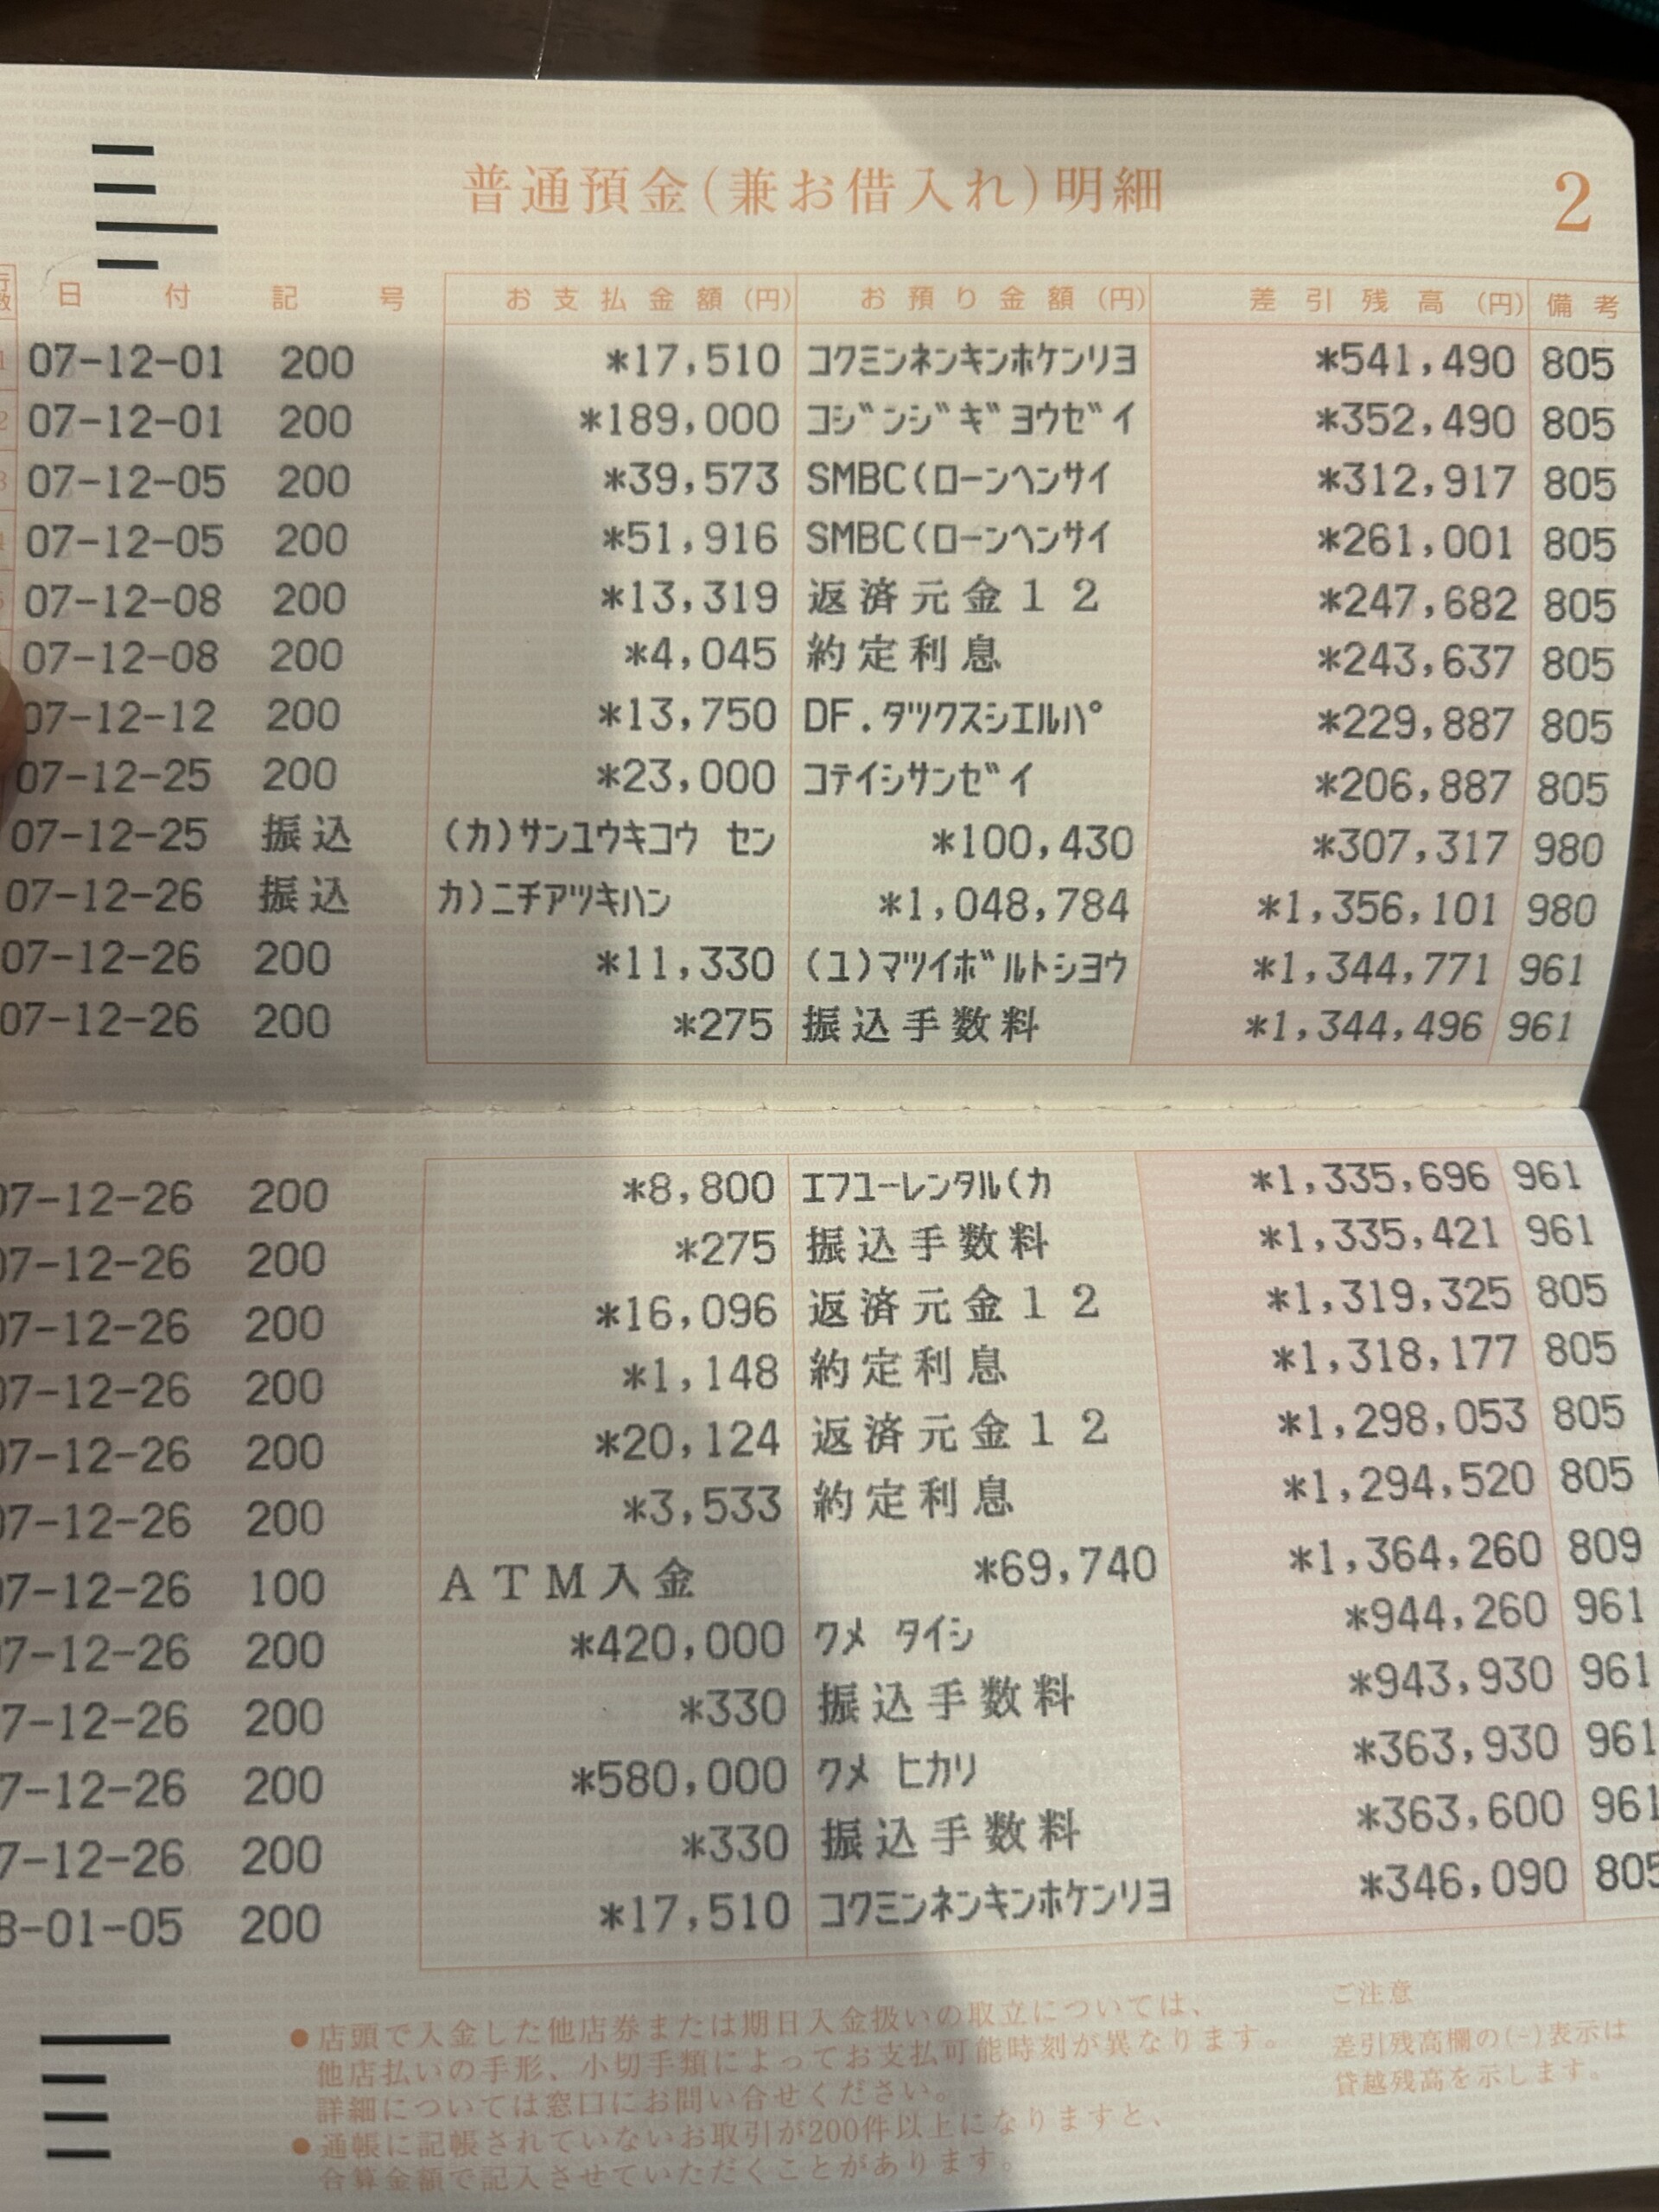 普通預金(兼お借入れ)明細 2
日付 記号 お支払金額(円) お預り金額(円) 差引残高(円) 備考
07-12-01 200 *17,510 コクミンネンキンホケンリヨ *541,490 805
07-12-01 200 *189,000 コジンジギヨウゼイ *352,490 805
07-12-05 200 *39,573 SMBC(ローンヘンサイ *312,917 805
07-12-05 200 *51,916 SMBC(ローンヘンサイ *261,001 805
07-12-08 200 *13,319 返済元金12 *247,682 805
07-12-08 200 *4,045 約定利息 *243,637 805
07-12-12 200 *13,750 DF.タツクスシエルパ *229,887 805
07-12-25 200 *23,000 コテイシサンゼイ *206,887 805
07-12-25 振込 (カ)サンユウキコウ セン *100,430 *307,317 980
07-12-26 振込 カ)ニチアツキハン *1,048,784 *1,356,101 980
07-12-26 200 *11,330 (ユ)マツイボルトシヨウ *1,344,771 961
07-12-26 200 *275 振込手数料 *1,344,496 961
07-12-26 200 *8,800 エフユーレンタル(カ *1,335,696 961
07-12-26 200 *275 振込手数料 *1,335,421 961
07-12-26 200 *16,096 返済元金12 *1,319,325 805
07-12-26 200 *1,148 約定利息 *1,318,177 805
07-12-26 200 *20,124 返済元金12 *1,298,053 805
07-12-26 200 *3,533 約定利息 *1,294,520 805
07-12-26 100 ATM入金 *69,740 *1,364,260 809
7-12-26 200 *420,000 クメ タイシ *944,260 961
7-12-26 200 *330 振込手数料 *943,930 961
7-12-26 200 *580,000 クメ ヒカリ *363,930 961
7-12-26 200 *330 振込手数料 *363,600 961
8-01-05 200 *17,510 コクミンネンキンホケンリヨ *346,090 805
●店頭で入金した他店券または期日入金扱いの取立については、
他店払いの手形、小切手類によってお支払可能時刻が異なります。
詳細については窓口にお問い合せください。
●通帳に記帳されていないお取引が200件以上になりますと、
合算金額で記入させていただくことがあります。
ご注意
差引残高欄の(-)表示は
貸越残高を示します。